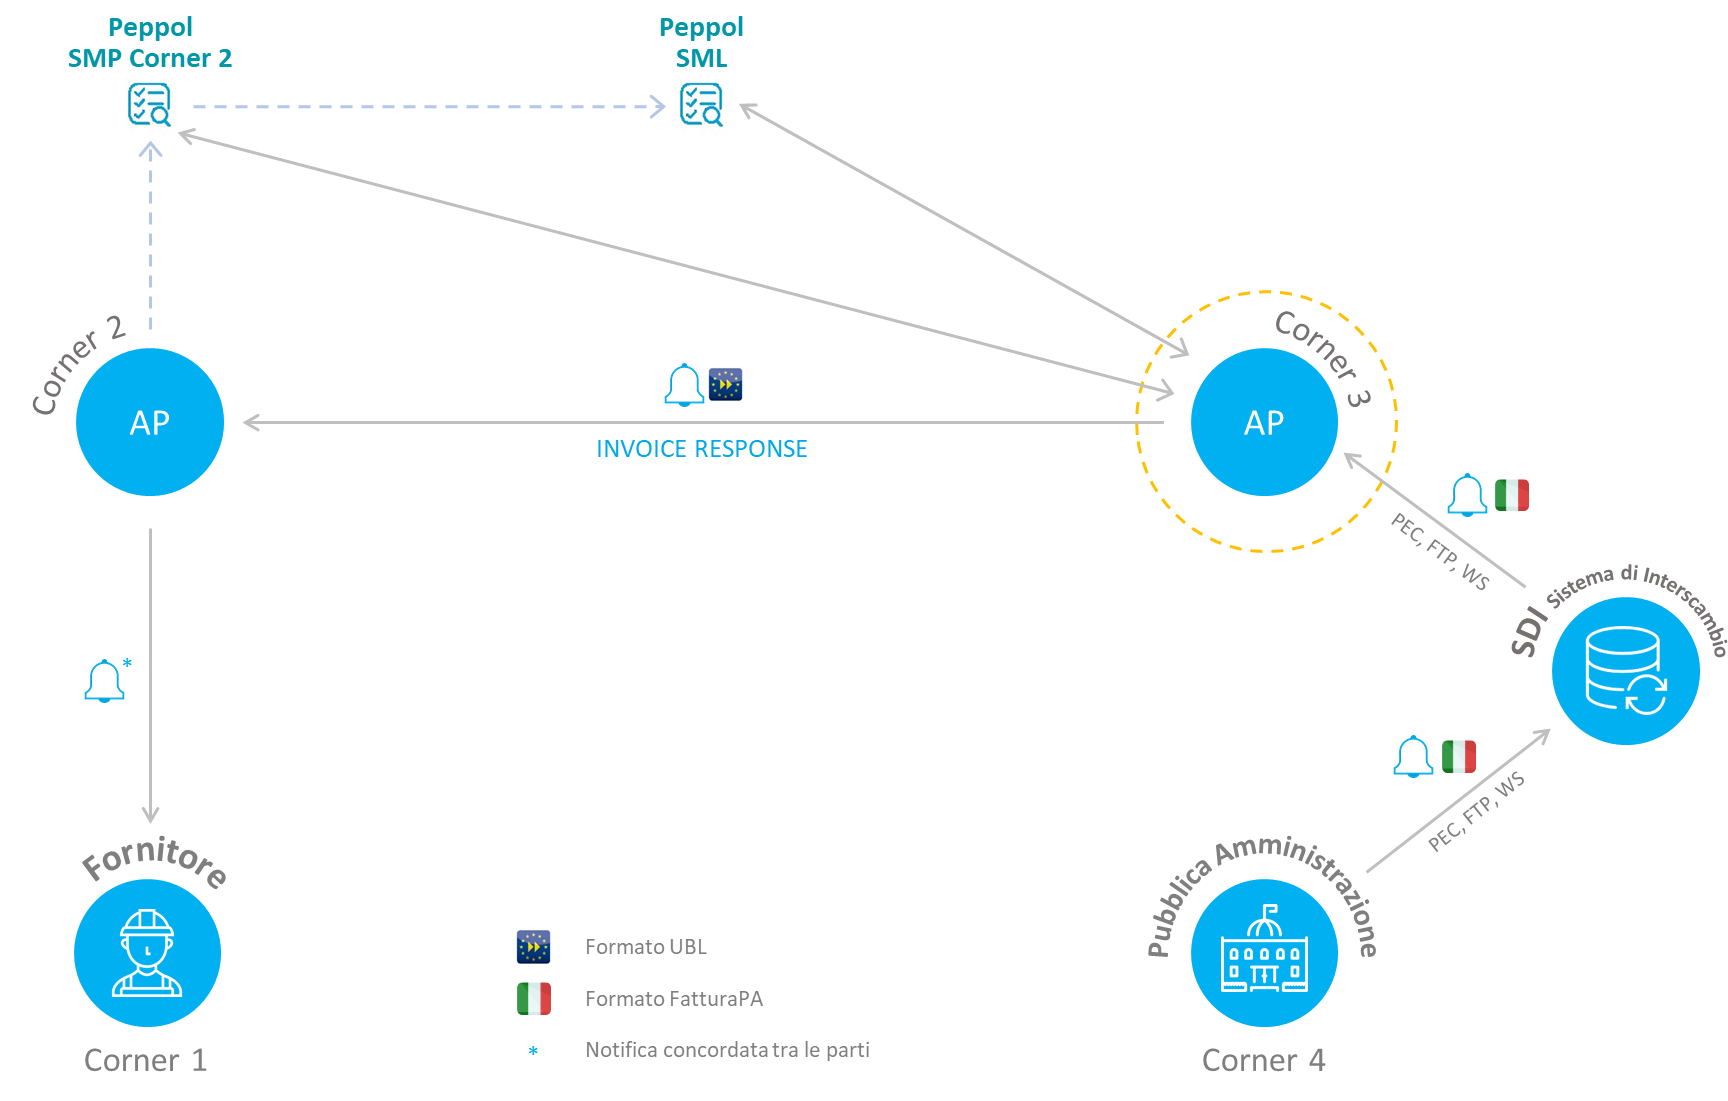 Peppol
SMP Corner 2
Peppol
SML
Corner 2
AP
INVOICE RESPONSE
Corner 3
AP
PEC, FTP, WS
SDI Sistema di Interscambio
PEC, FTP, WS
Fornitore
Corner 1
Pubblica Amministrazione
Corner 4
*
Formato UBL
Formato FatturaPA
* Notifica concordata tra le parti